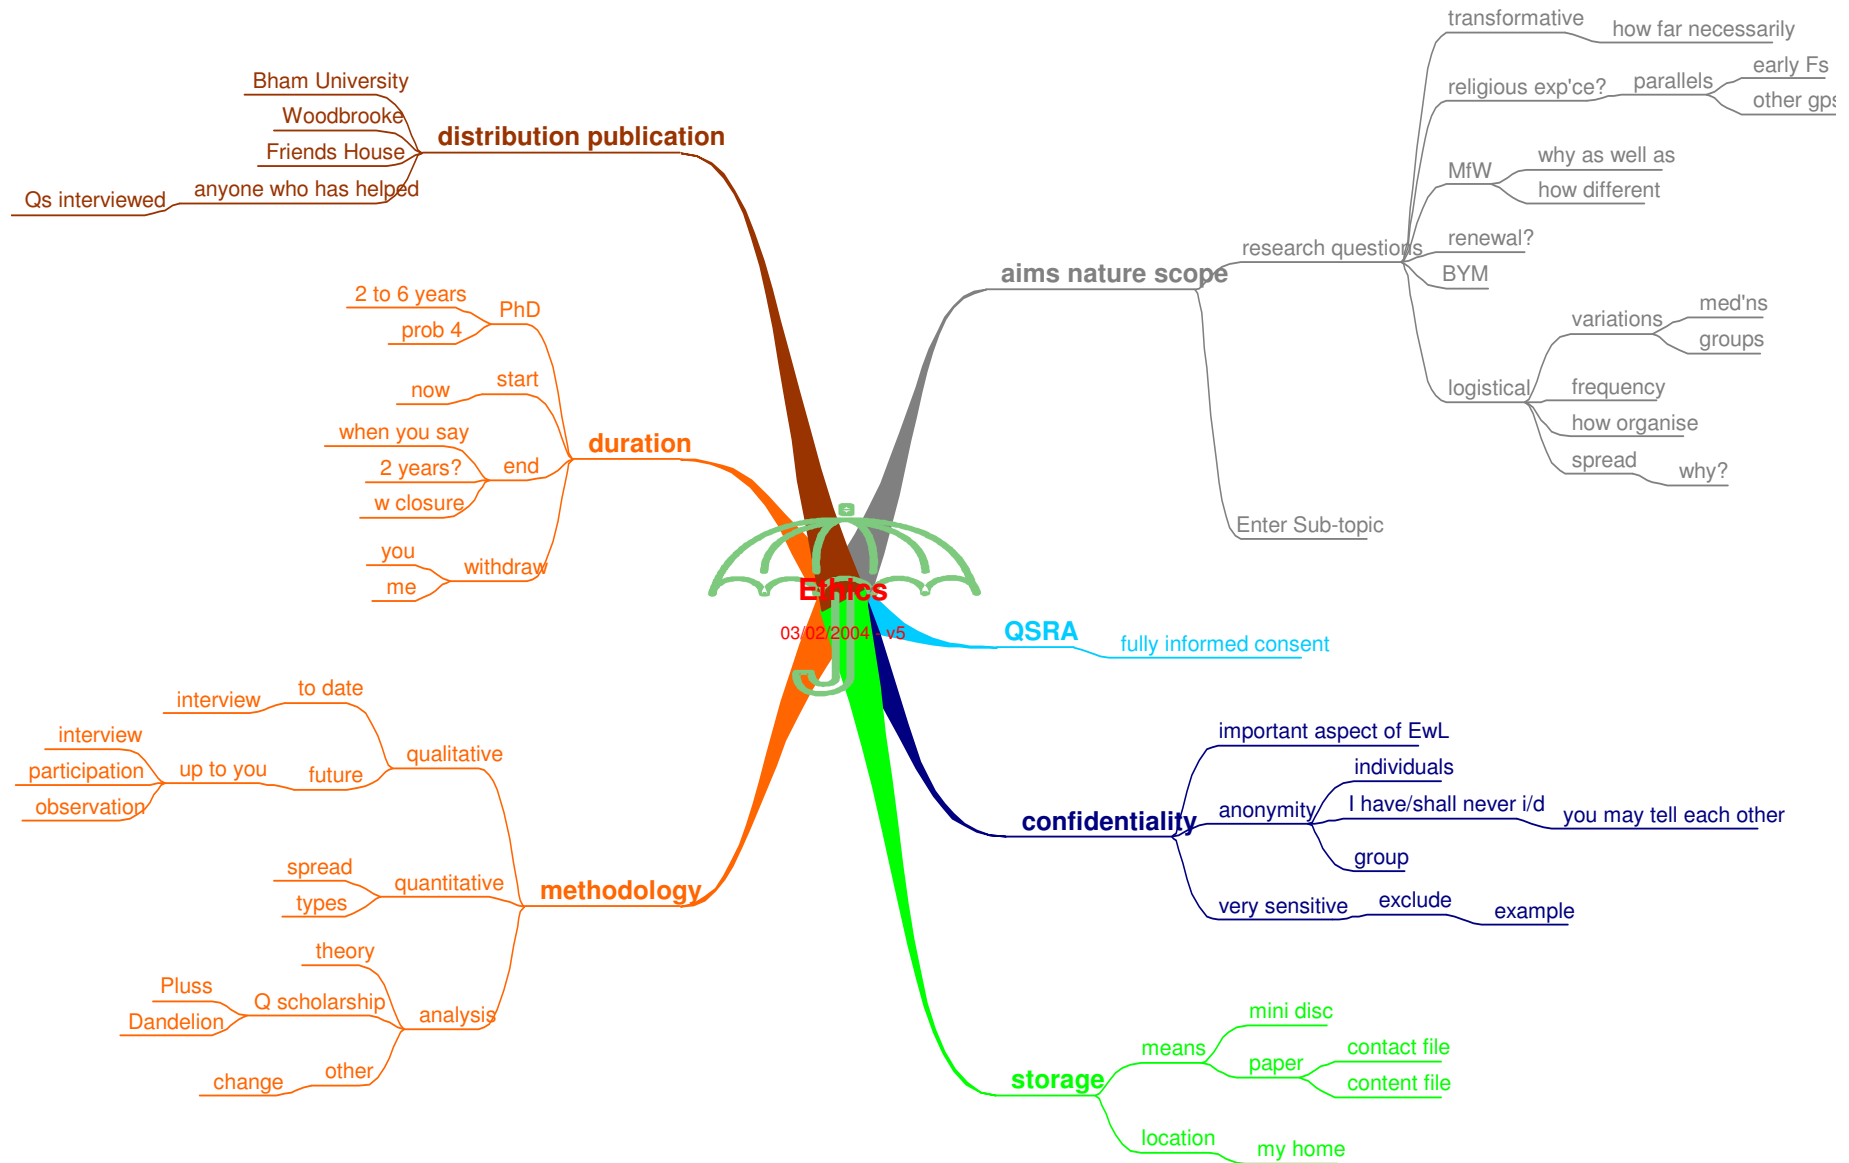 Ethics
03/02/2004 - v5
aims nature scope
research questions
transformative
how far necessarily
religious exp'ce?
parallels
early Fs
other gps
MfW
why as well as
how different
renewal?
BYM
logistical
variations
med'ns
groups
frequency
how organise
spread
why?
Enter Sub-topic
QSRA
fully informed consent
confidentiality
important aspect of EwL
anonymity
individuals
I have/shall never i/d
you may tell each other
group
very sensitive
exclude
example
storage
means
mini disc
paper
contact file
content file
location
my home
methodology
qualitative
to date
interview
future
up to you
interview
participation
observation
quantitative
spread
types
analysis
theory
Q scholarship
Pluss
Dandelion
other
change
duration
PhD
2 to 6 years
prob 4
start
now
end
when you say
2 years?
w closure
withdraw
you
me
distribution publication
Bham University
Woodbrooke
Friends House
anyone who has helped
Qs interviewed